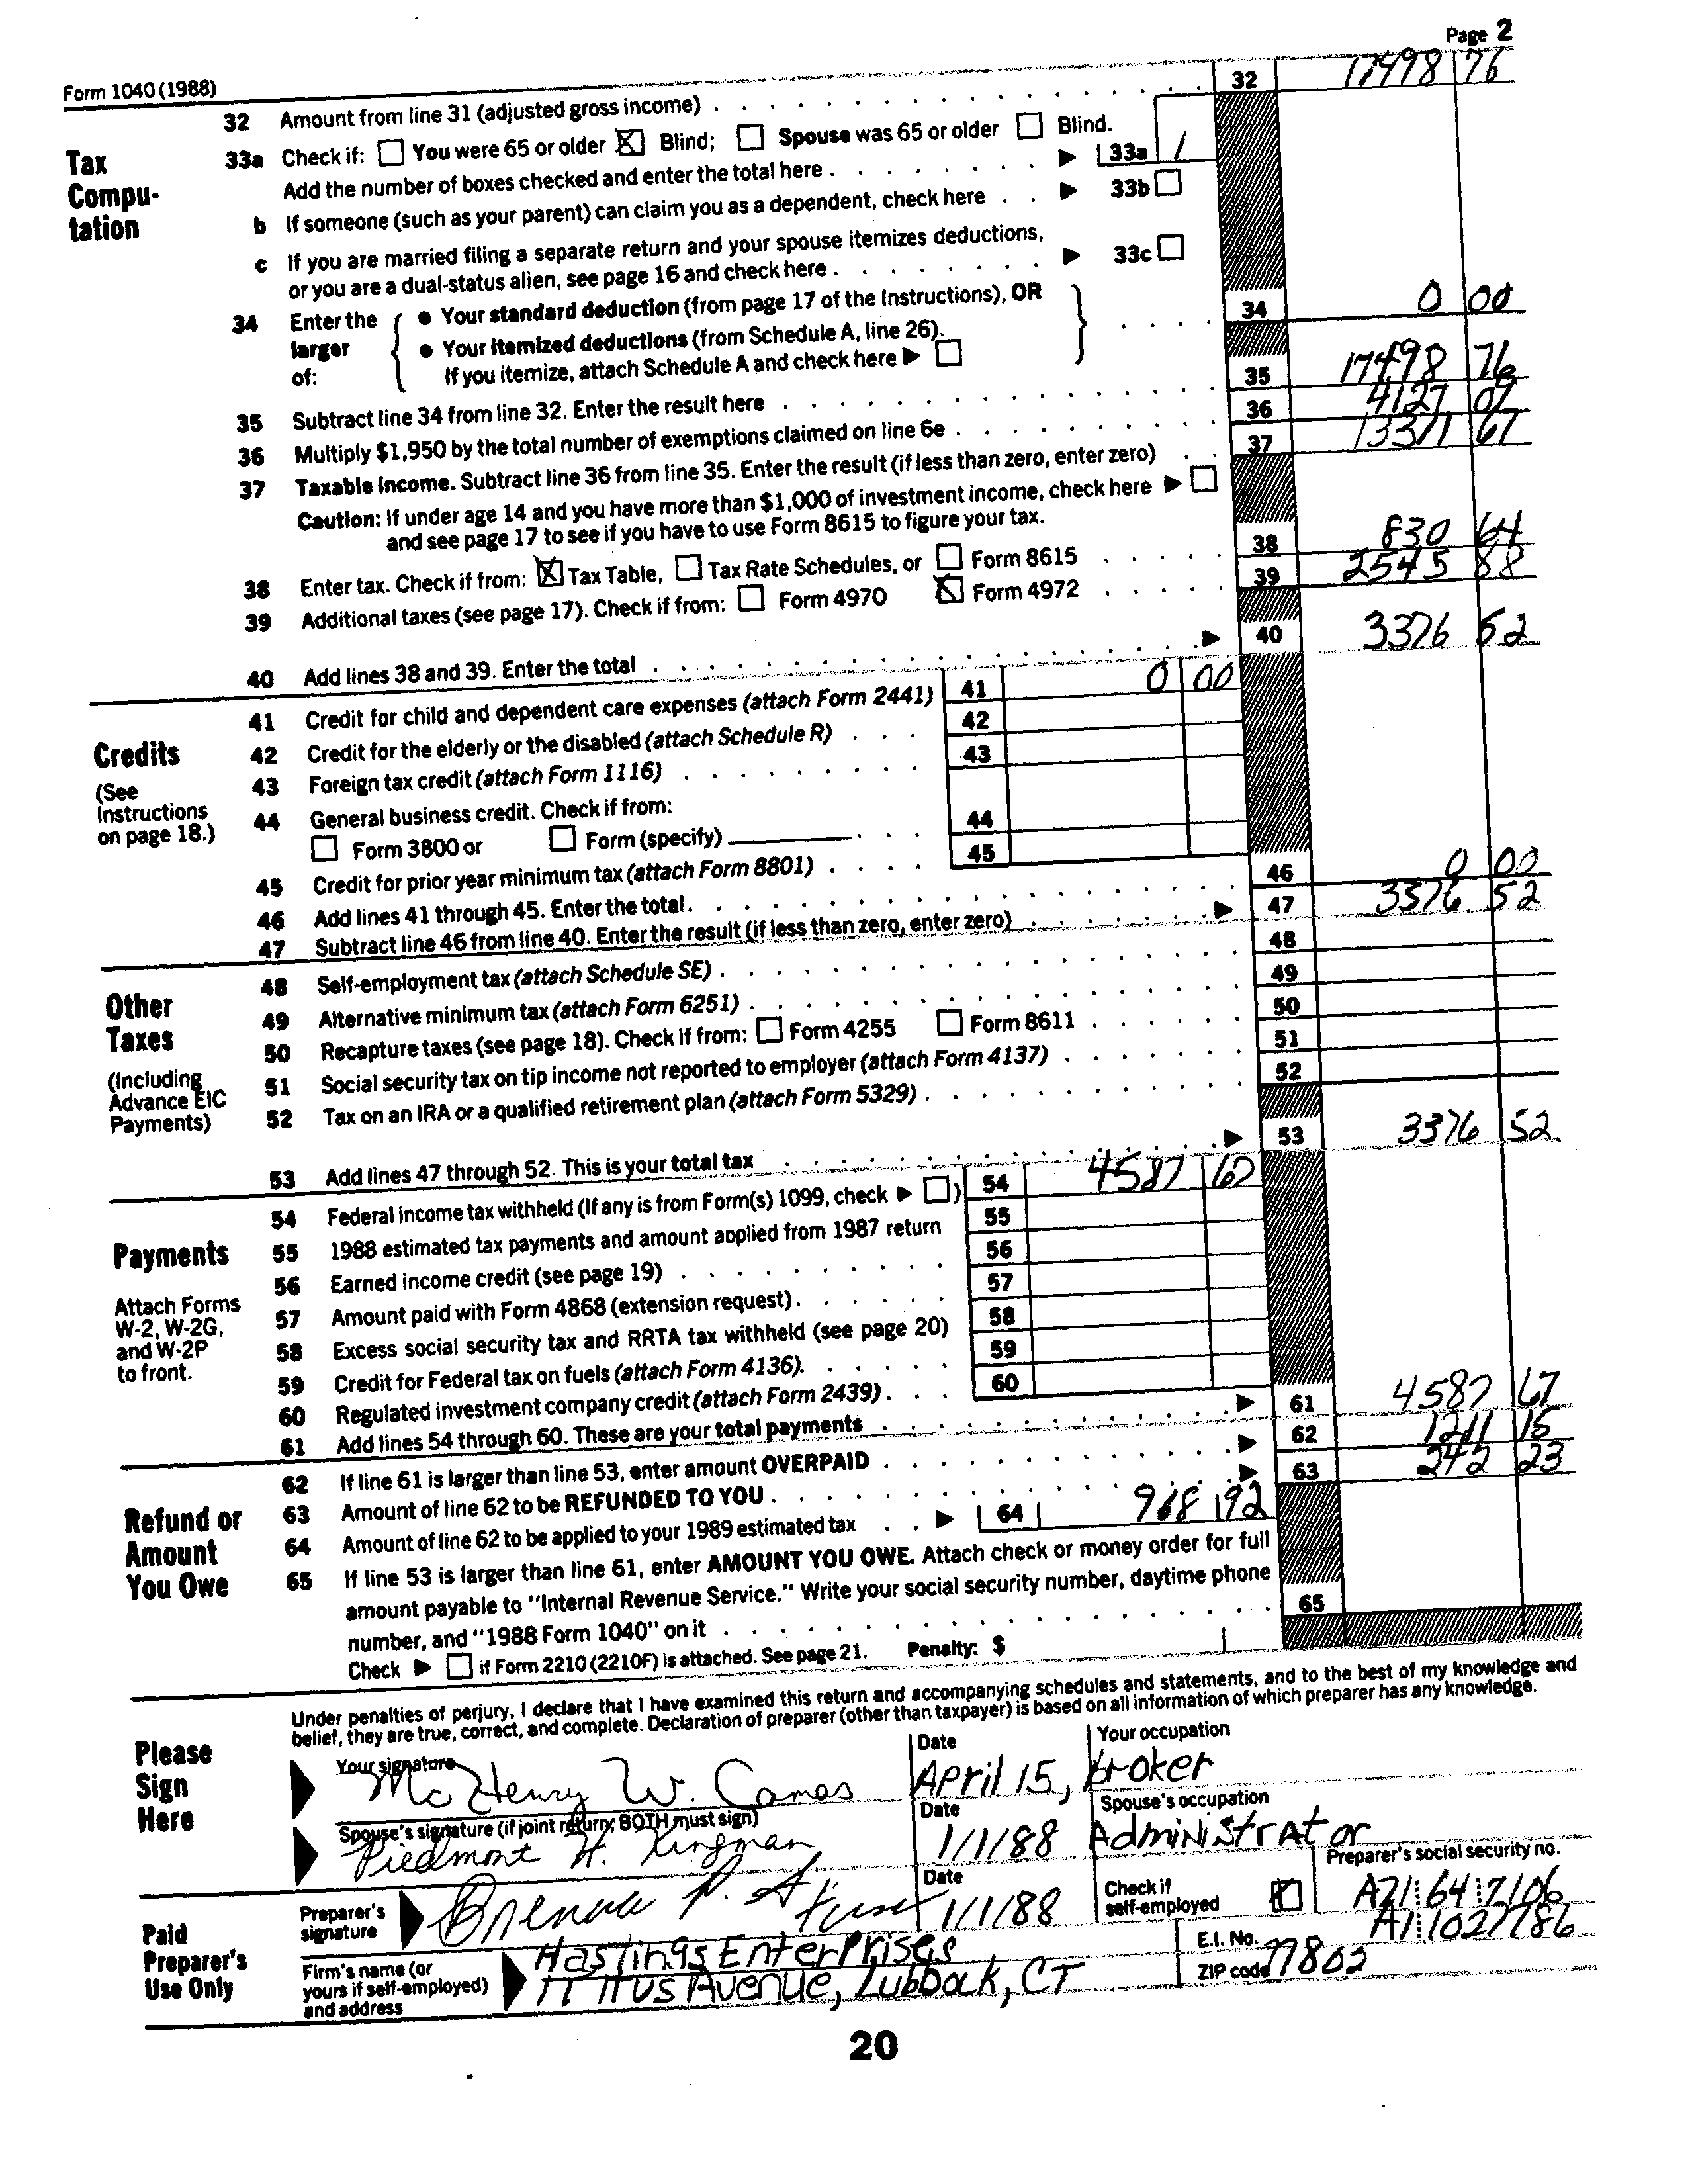 Page 2
Form 1040 (1988)
Tax Compu-tation
32 Amount from line 31 (adjusted gross income) 32 17498 76
33a Check if: ☐ You were 65 or older ☒ Blind; ☐ Spouse was 65 or older ☐ Blind.
Add the number of boxes checked and enter the total here ▶ 33a 1
b If someone (such as your parent) can claim you as a dependent, check here ▶ 33b ☐
c If you are married filing a separate return and your spouse itemizes deductions,
or you are a dual-status alien, see page 16 and check here ▶ 33c ☐
34 Enter the larger of: ● Your standard deduction (from page 17 of the Instructions), OR
● Your itemized deductions (from Schedule A, line 26).
If you itemize, attach Schedule A and check here ▶ ☐ 34 0 00
35 Subtract line 34 from line 32. Enter the result here 35 17498 76
36 Multiply $1,950 by the total number of exemptions claimed on line 6e 36 4127 09
37 Taxable income. Subtract line 36 from line 35. Enter the result (if less than zero, enter zero) 37 13371 67
Caution: If under age 14 and you have more than $1,000 of investment income, check here ▶ ☐
and see page 17 to see if you have to use Form 8615 to figure your tax.
38 Enter tax. Check if from: ☒ Tax Table, ☐ Tax Rate Schedules, or ☐ Form 8615 38 830 64
39 Additional taxes (see page 17). Check if from: ☐ Form 4970 ☒ Form 4972 39 2545 88
40 Add lines 38 and 39. Enter the total ▶ 40 3376 52
Credits
(See Instructions on page 18.)
41 Credit for child and dependent care expenses (attach Form 2441) 41 0 00
42 Credit for the elderly or the disabled (attach Schedule R) 42
43 Foreign tax credit (attach Form 1116) 43
44 General business credit. Check if from:
☐ Form 3800 or ☐ Form (specify) 44
45 Credit for prior year minimum tax (attach Form 8801) 45
46 Add lines 41 through 45. Enter the total 46 0 00
47 Subtract line 46 from line 40. Enter the result (if less than zero, enter zero) ▶ 47 3376 52
Other Taxes
(Including Advance EIC Payments)
48 Self-employment tax (attach Schedule SE) 48
49 Alternative minimum tax (attach Form 6251) 49
50 Recapture taxes (see page 18). Check if from: ☐ Form 4255 ☐ Form 8611 50
51 Social security tax on tip income not reported to employer (attach Form 4137) 51
52 Tax on an IRA or a qualified retirement plan (attach Form 5329) 52
53 Add lines 47 through 52. This is your total tax ▶ 53 3376 52
Payments
Attach Forms W-2, W-2G, and W-2P to front.
54 Federal income tax withheld (If any is from Form(s) 1099, check ▶ ☐) 54 4587 67
55 1988 estimated tax payments and amount applied from 1987 return 55
56 Earned income credit (see page 19) 56
57 Amount paid with Form 4868 (extension request) 57
58 Excess social security tax and RRTA tax withheld (see page 20) 58
59 Credit for Federal tax on fuels (attach Form 4136) 59
60 Regulated investment company credit (attach Form 2439) 60
61 Add lines 54 through 60. These are your total payments ▶ 61 4587 67
Refund or Amount You Owe
62 If line 61 is larger than line 53, enter amount OVERPAID ▶ 62 1211 15
63 Amount of line 62 to be REFUNDED TO YOU ▶ 63 242 23
64 Amount of line 62 to be applied to your 1989 estimated tax ▶ 64 968 92
65 If line 53 is larger than line 61, enter AMOUNT YOU OWE. Attach check or money order for full
amount payable to "Internal Revenue Service." Write your social security number, daytime phone
number, and "1988 Form 1040" on it 65
Check ▶ ☐ if Form 2210 (2210F) is attached. See page 21. Penalty: $
Please Sign Here
Under penalties of perjury, I declare that I have examined this return and accompanying schedules and statements, and to the best of my knowledge and
belief, they are true, correct, and complete. Declaration of preparer (other than taxpayer) is based on all information of which preparer has any knowledge.
Your signature Date Your occupation
McHenry W. Camas April 15, broker
Spouse's signature (if joint return, BOTH must sign) Date Spouse's occupation
Piedmont H. Kingman 1/1/88 Administrator
Paid Preparer's Use Only
Preparer's signature Date Check if self-employed ☒ Preparer's social security no.
Brenda P. 1/1/88 A21 64 7106
Firm's name (or yours if self-employed) and address
Hastings Enterprises E.I. No. A1 1027786
Titus Avenue, Lubbock, CT ZIP code 77802
20